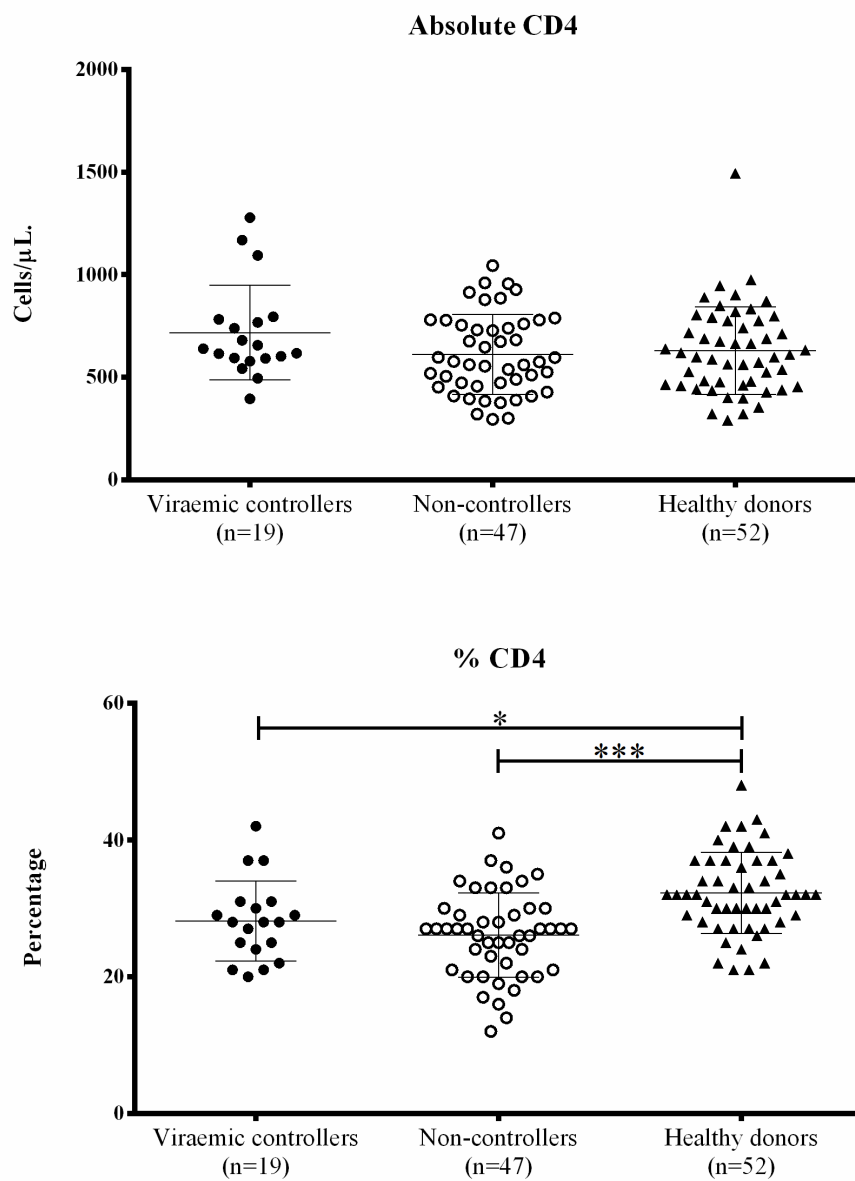 Absolute CD4
2000
1500
1000
500
0
Cells/µL.
Viraemic controllers
(n=19)
Non-controllers
(n=47)
Healthy donors
(n=52)
% CD4
60
40
20
0
Percentage
*
***
Viraemic controllers
(n=19)
Non-controllers
(n=47)
Healthy donors
(n=52)